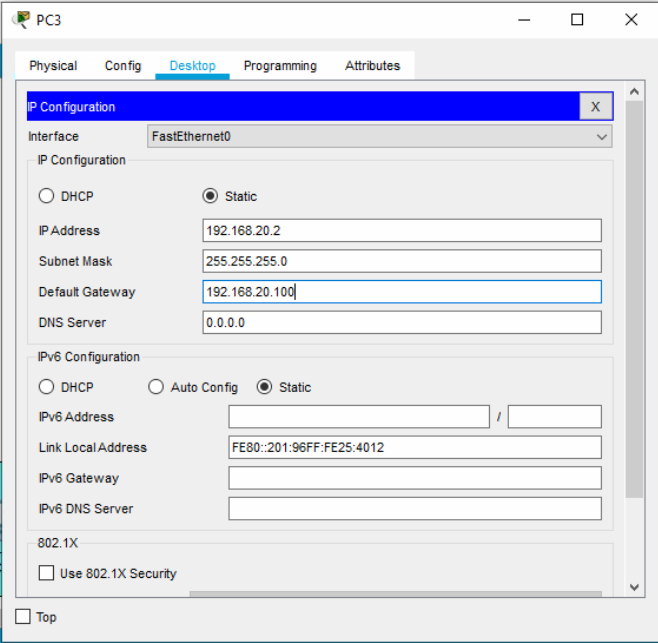 PC3
Physical Config Desktop Programming Attributes
IP Configuration X
Interface FastEthernet0
IP Configuration
DHCP Static
IP Address 192.168.20.2
Subnet Mask 255.255.255.0
Default Gateway 192.168.20.100
DNS Server 0.0.0.0
IPv6 Configuration
DHCP Auto Config Static
IPv6 Address /
Link Local Address FE80::201:96FF:FE25:4012
IPv6 Gateway
IPv6 DNS Server
802.1X
Use 802.1X Security
Top